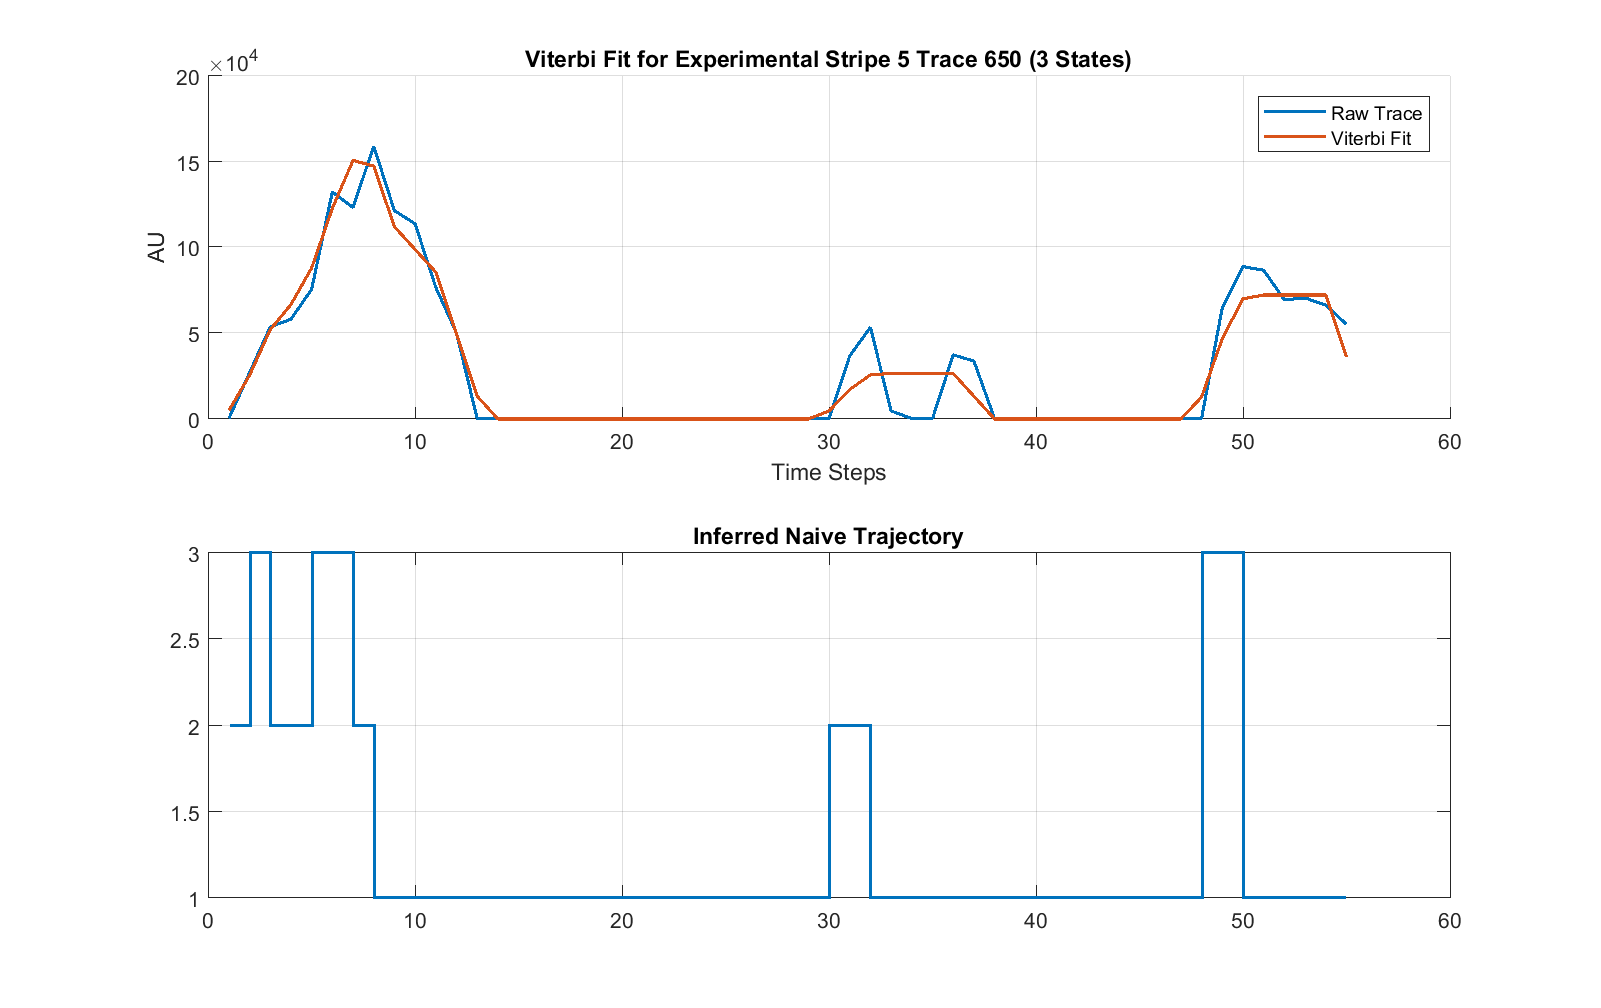 Viterbi Fit for Experimental Stripe 5 Trace 650 (3 States)
×10^4
20
15
10
5
0
AU
Raw Trace
Viterbi Fit
0 10 20 30 40 50 60
Time Steps
Inferred Naive Trajectory
3
2.5
2
1.5
1
0 10 20 30 40 50 60